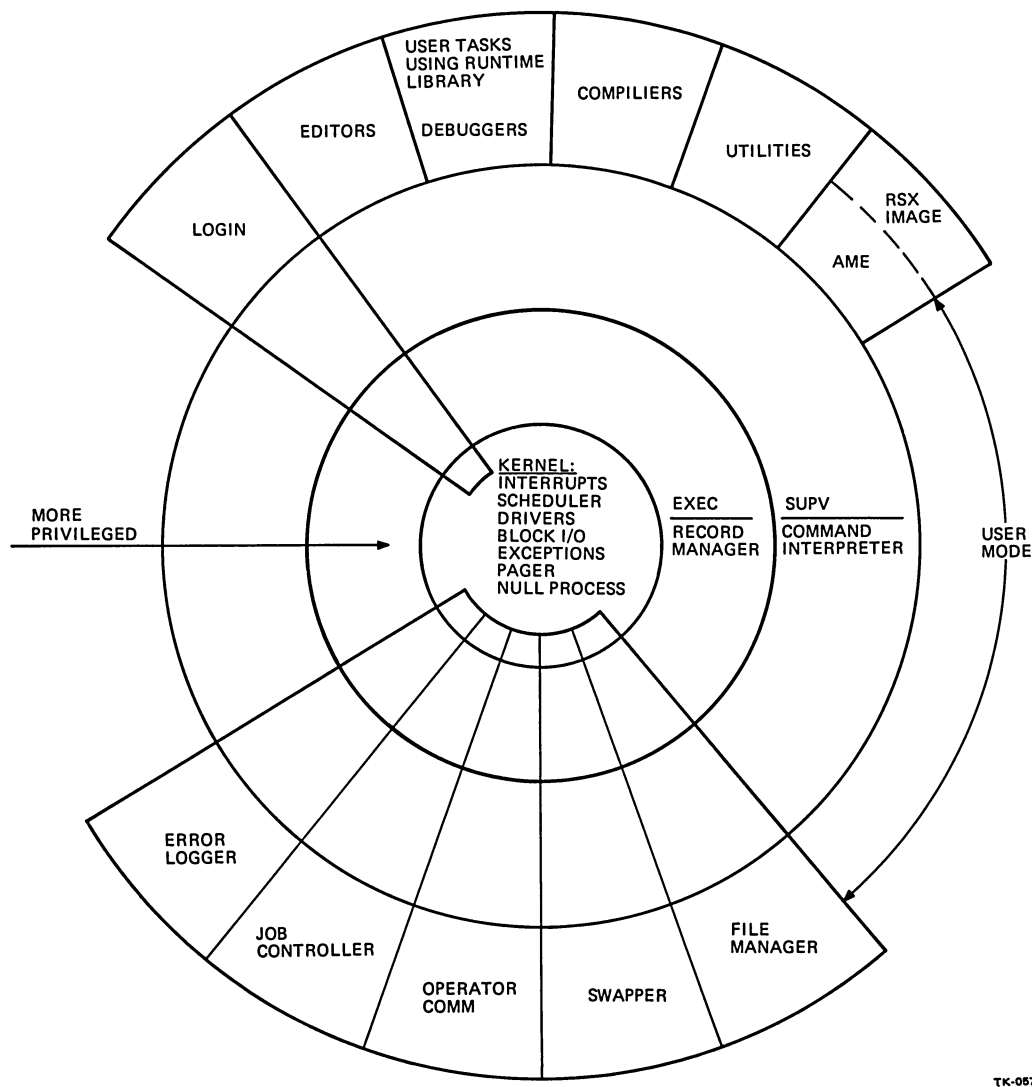 USER TASKS
USING RUNTIME
LIBRARY
DEBUGGERS
COMPILIERS
EDITORS
UTILITIES
LOGIN
RSX
IMAGE
AME
KERNEL:
INTERRUPTS
SCHEDULER
DRIVERS
BLOCK I/O
EXCEPTIONS
PAGER
NULL PROCESS
EXEC
RECORD
MANAGER
SUPV
COMMAND
INTERPRETER
MORE
PRIVILEGED
USER
MODE
ERROR
LOGGER
JOB
CONTROLLER
OPERATOR
COMM
SWAPPER
FILE
MANAGER